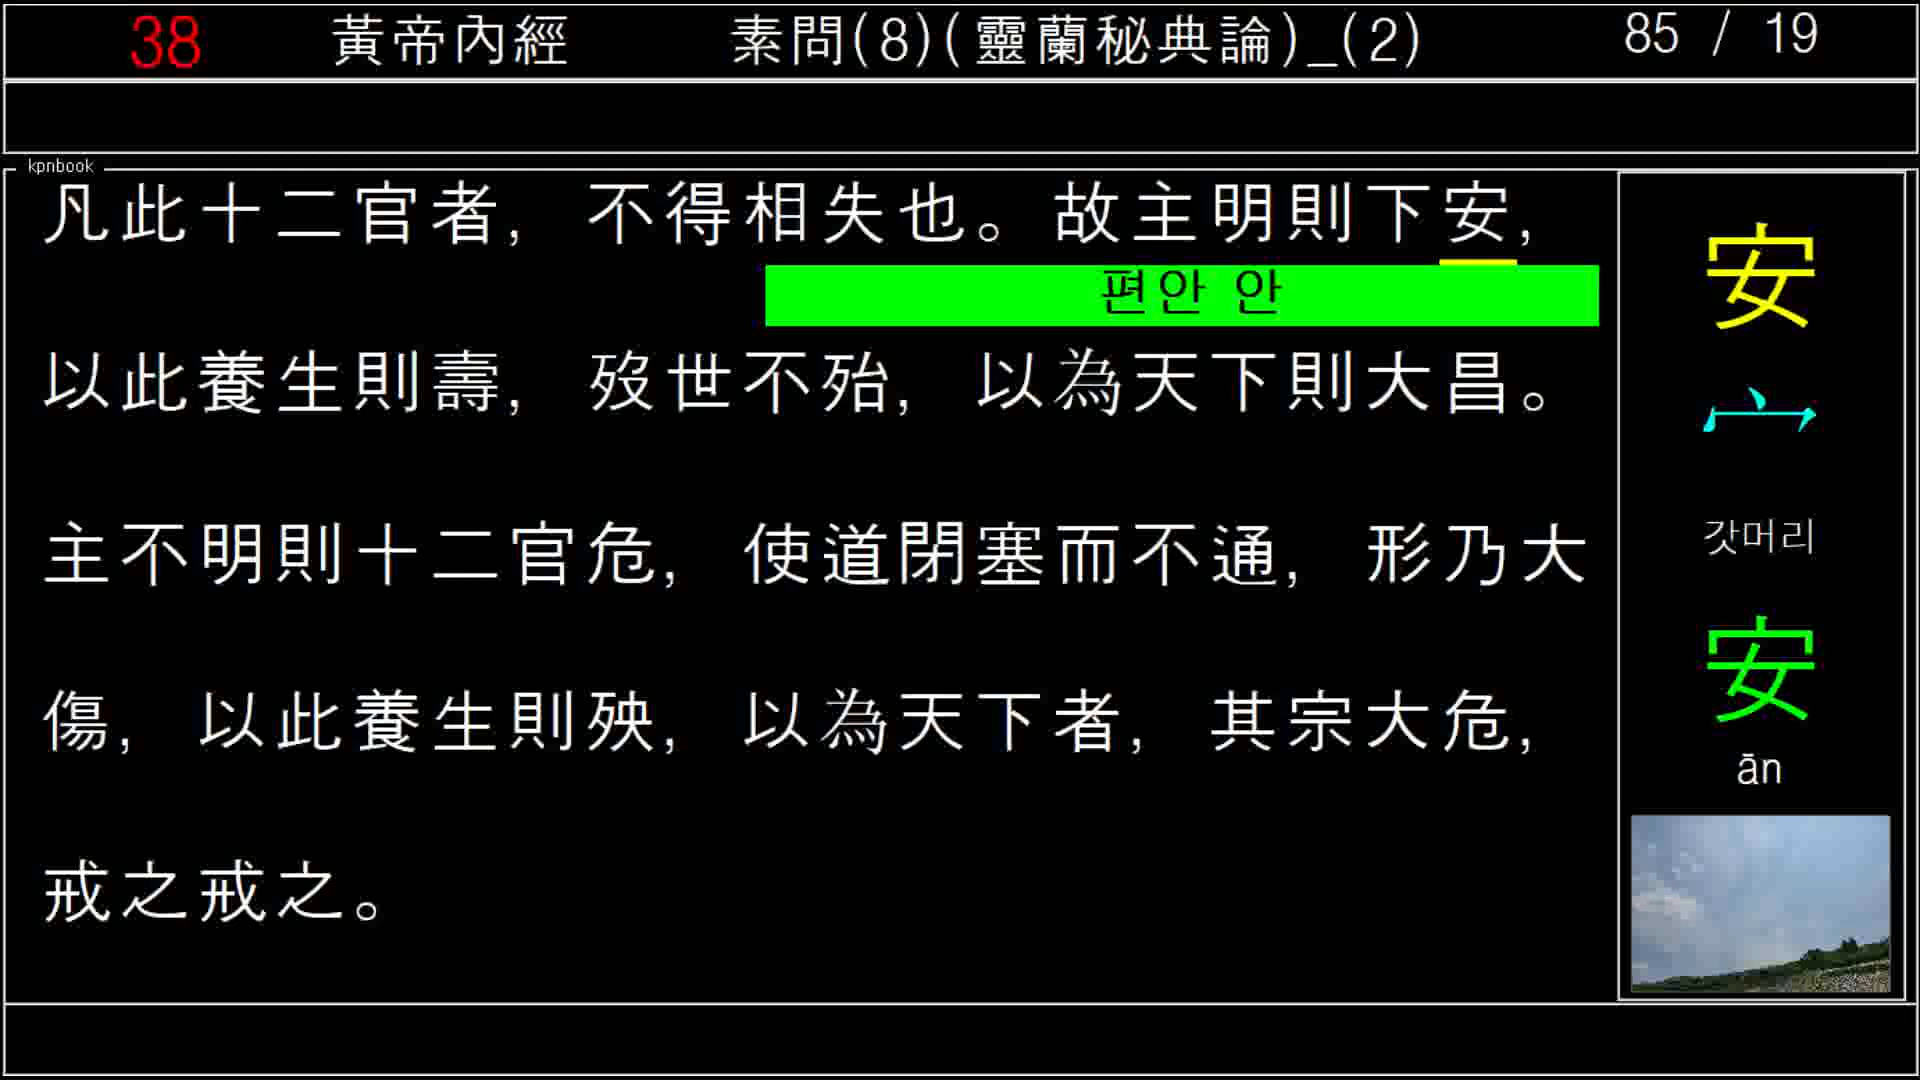 38 黃帝內經 素問(8)(靈蘭秘典論)_(2) 85 / 19
kpnbook
凡此十二官者, 不得相失也。故主明則下安,
편안 안
以此養生則壽, 歿世不殆, 以為天下則大昌。
主不明則十二官危, 使道閉塞而不通, 形乃大
傷, 以此養生則殃, 以為天下者, 其宗大危,
戒之戒之。
安
宀
갓머리
安
ān